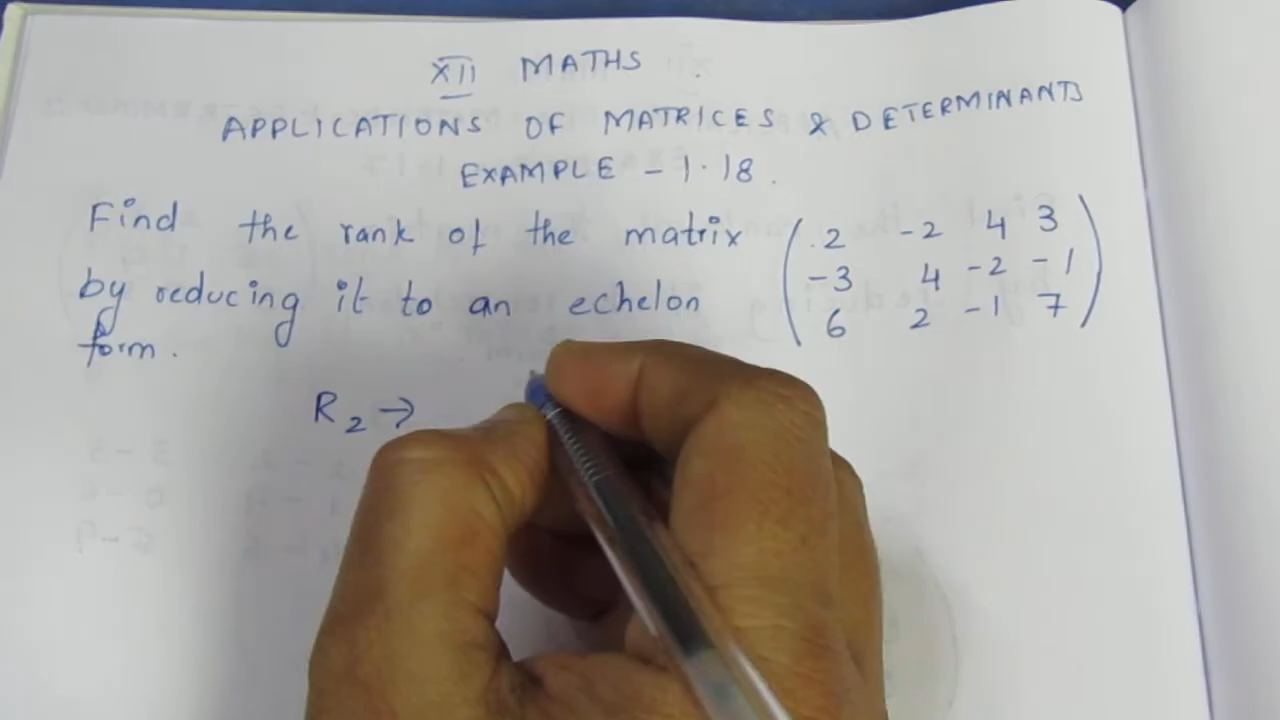 XII MATHS
APPLICATIONS OF MATRICES & DETERMINANTS
EXAMPLE - 1.18.
Find the rank of the matrix
by reducing it to an echelon
form.
2 -2 4 3
-3 4 -2 -1
6 2 -1 7
R2 →